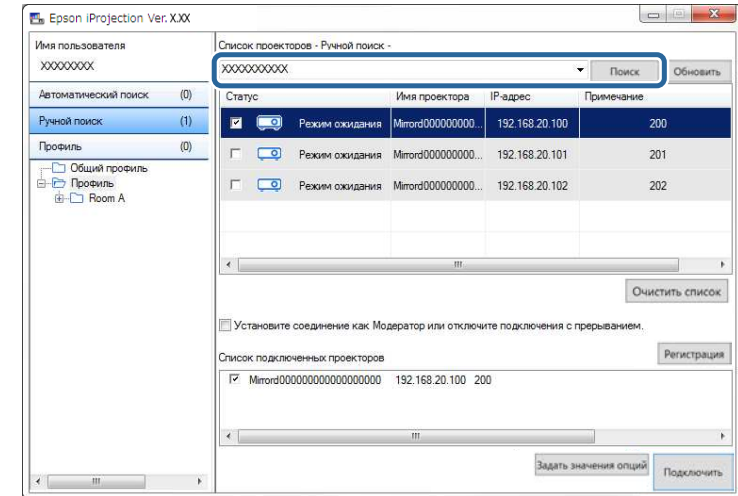 Epson iProjection Ver. X.XX
Имя пользователя
XXXXXXXX
Автоматический поиск (0)
Ручной поиск (1)
Профиль (0)
Общий профиль
Профиль
Room A
Список проекторов - Ручной поиск -
XXXXXXXXXX Поиск Обновить
Статус Имя проектора IP-адрес Примечание
Режим ожидания Mirrord000000000... 192.168.20.100 200
Режим ожидания Mirrord000000000... 192.168.20.101 201
Режим ожидания Mirrord000000000... 192.168.20.102 202
Очистить список
Установите соединение как Модератор или отключите подключения с прерыванием.
Список подключенных проекторов Регистрация
Mirrord000000000000000000 192.168.20.100 200
Задать значения опций Подключить